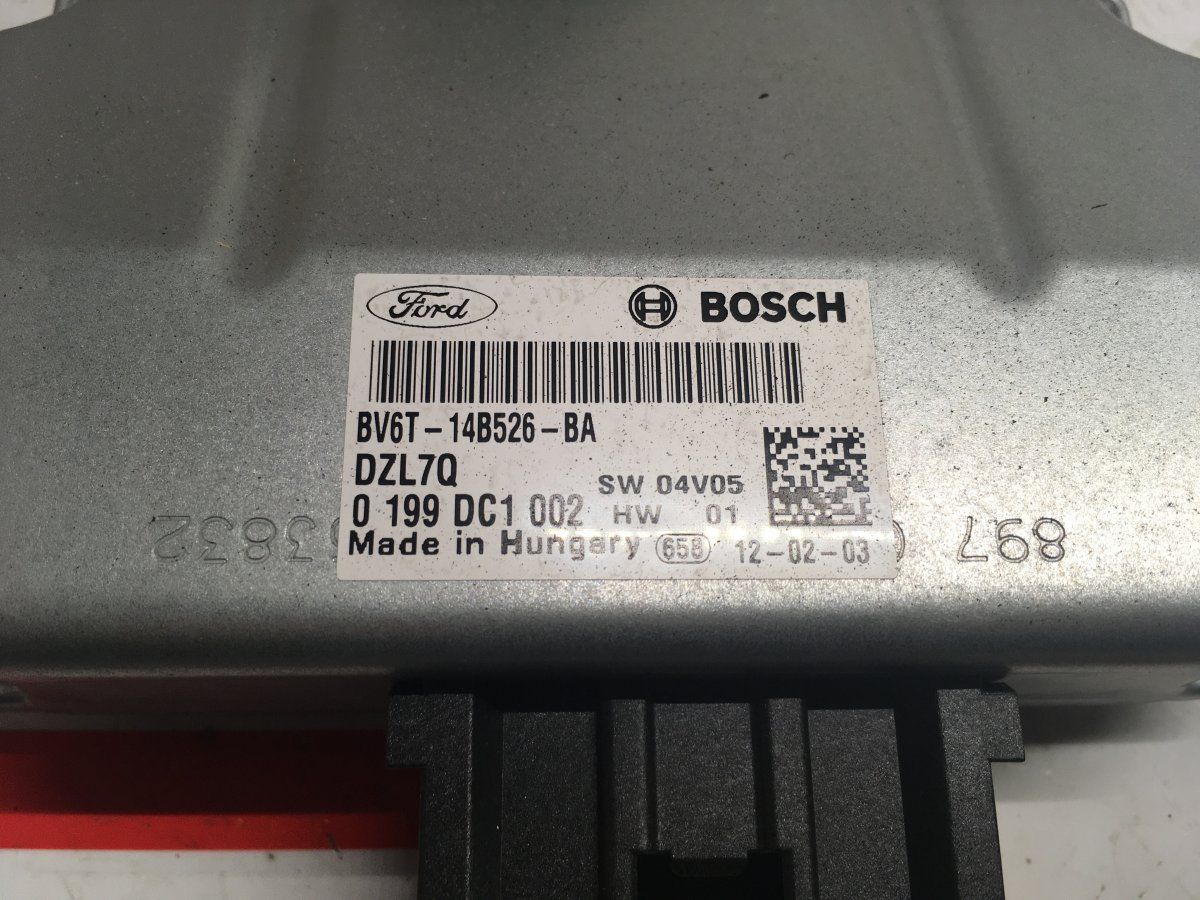 Ford BOSCH
BV6T-14B526-BA
DZL7Q
SW 04V05
0 199 DC1 002 HW 01
Made in Hungary 658 12-02-03